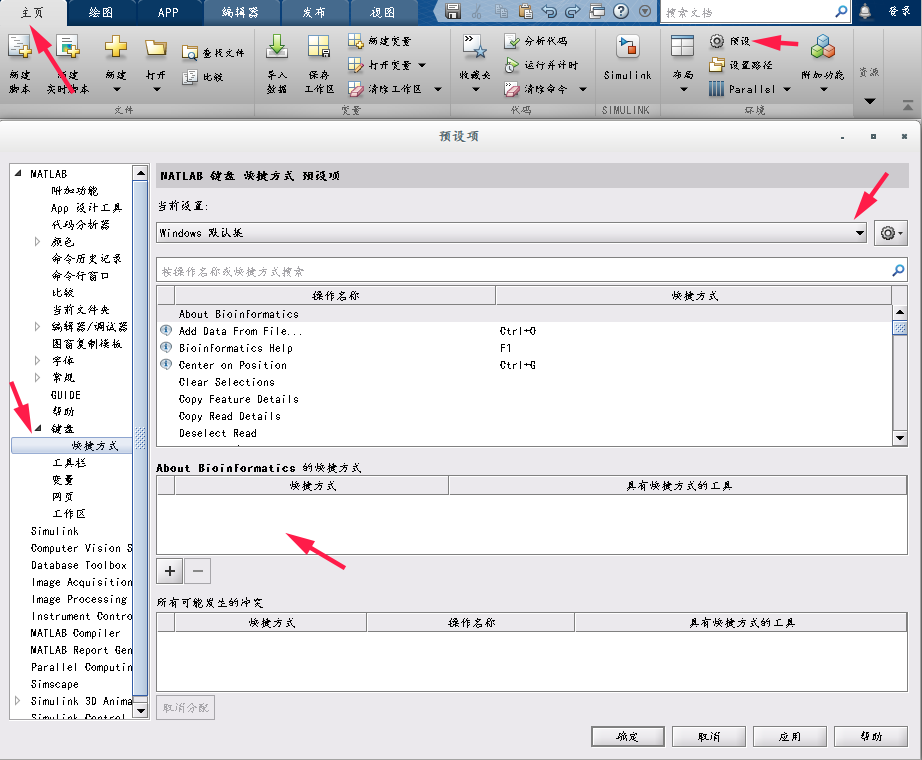 主页 绘图 APP 编辑器 发布 视图 搜索文档 登录
新建脚本 新建实时脚本 新建 打开 查找文件 比较
导入数据 保存工作区 新建变量 打开变量 清除工作区
收藏夹 分析代码 运行并计时 清除命令
Simulink 布局 预设 设置路径 Parallel 附加功能 资源
文件 变量 代码 SIMULINK 环境
预设项
MATLAB
附加功能
App 设计工具
代码分析器
颜色
命令历史记录
命令行窗口
比较
当前文件夹
编辑器/调试器
图窗复制模板
字体
常规
GUIDE
帮助
键盘
快捷方式
工具栏
变量
网页
工作区
Simulink
Computer Vision S
Database Toolbox
Image Acquisition
Image Processing
Instrument Contro
MATLAB Compiler
MATLAB Report Gen
Parallel Computin
Simscape
Simulink 3D Anima
Simulink Control
MATLAB 键盘 快捷方式 预设项
当前设置:
Windows 默认集
按操作名称或快捷方式搜索
操作名称 快捷方式
About Bioinformatics
Add Data From File... Ctrl+O
Bioinformatics Help F1
Center on Position Ctrl+G
Clear Selections
Copy Feature Details
Copy Read Details
Deselect Read
About Bioinformatics 的快捷方式
快捷方式 具有快捷方式的工具
所有可能发生的冲突
快捷方式 操作名称 具有快捷方式的工具
取消分配
确定 取消 应用 帮助